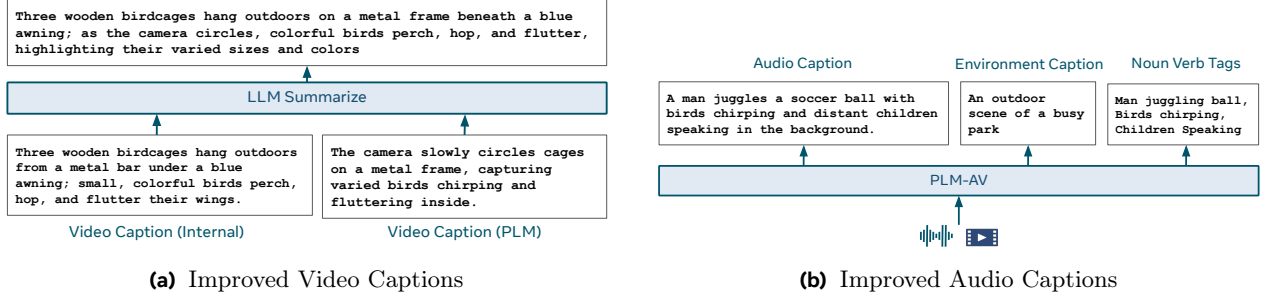 Three wooden birdcages hang outdoors on a metal frame beneath a blue
awning; as the camera circles, colorful birds perch, hop, and flutter,
highlighting their varied sizes and colors
LLM Summarize
Three wooden birdcages hang outdoors
from a metal bar under a blue
awning; small, colorful birds perch,
hop, and flutter their wings.
Video Caption (Internal)
The camera slowly circles cages
on a metal frame, capturing
varied birds chirping and
fluttering inside.
Video Caption (PLM)
(a) Improved Video Captions
Audio Caption
A man juggles a soccer ball with
birds chirping and distant children
speaking in the background.
Environment Caption
An outdoor
scene of a busy
park
Noun Verb Tags
Man juggling ball,
Birds chirping,
Children Speaking
PLM-AV
(b) Improved Audio Captions